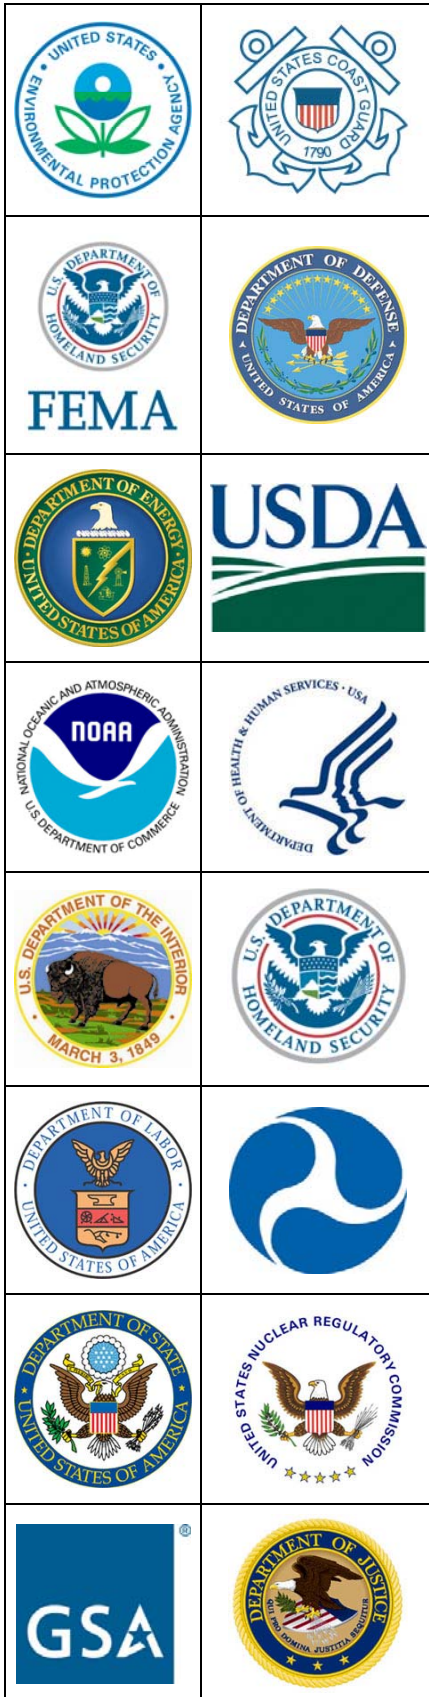 UNITED STATES
ENVIRONMENTAL PROTECTION AGENCY
UNITED STATES COAST GUARD
1790
U.S. DEPARTMENT OF
HOMELAND SECURITY
FEMA
DEPARTMENT OF DEFENSE
UNITED STATES OF AMERICA
DEPARTMENT OF ENERGY
UNITED STATES OF AMERICA
USDA
NATIONAL OCEANIC AND ATMOSPHERIC ADMINISTRATION
NOAA
U.S. DEPARTMENT OF COMMERCE
DEPARTMENT OF HEALTH & HUMAN SERVICES · USA
U.S. DEPARTMENT OF THE INTERIOR
MARCH 3, 1849
U.S. DEPARTMENT OF
HOMELAND SECURITY
DEPARTMENT OF LABOR
UNITED STATES OF AMERICA
DEPARTMENT OF STATE
UNITED STATES OF AMERICA
UNITED STATES NUCLEAR REGULATORY COMMISSION
GSA
®
DEPARTMENT OF JUSTICE
QUI PRO DOMINA JUSTITIA SEQUITUR